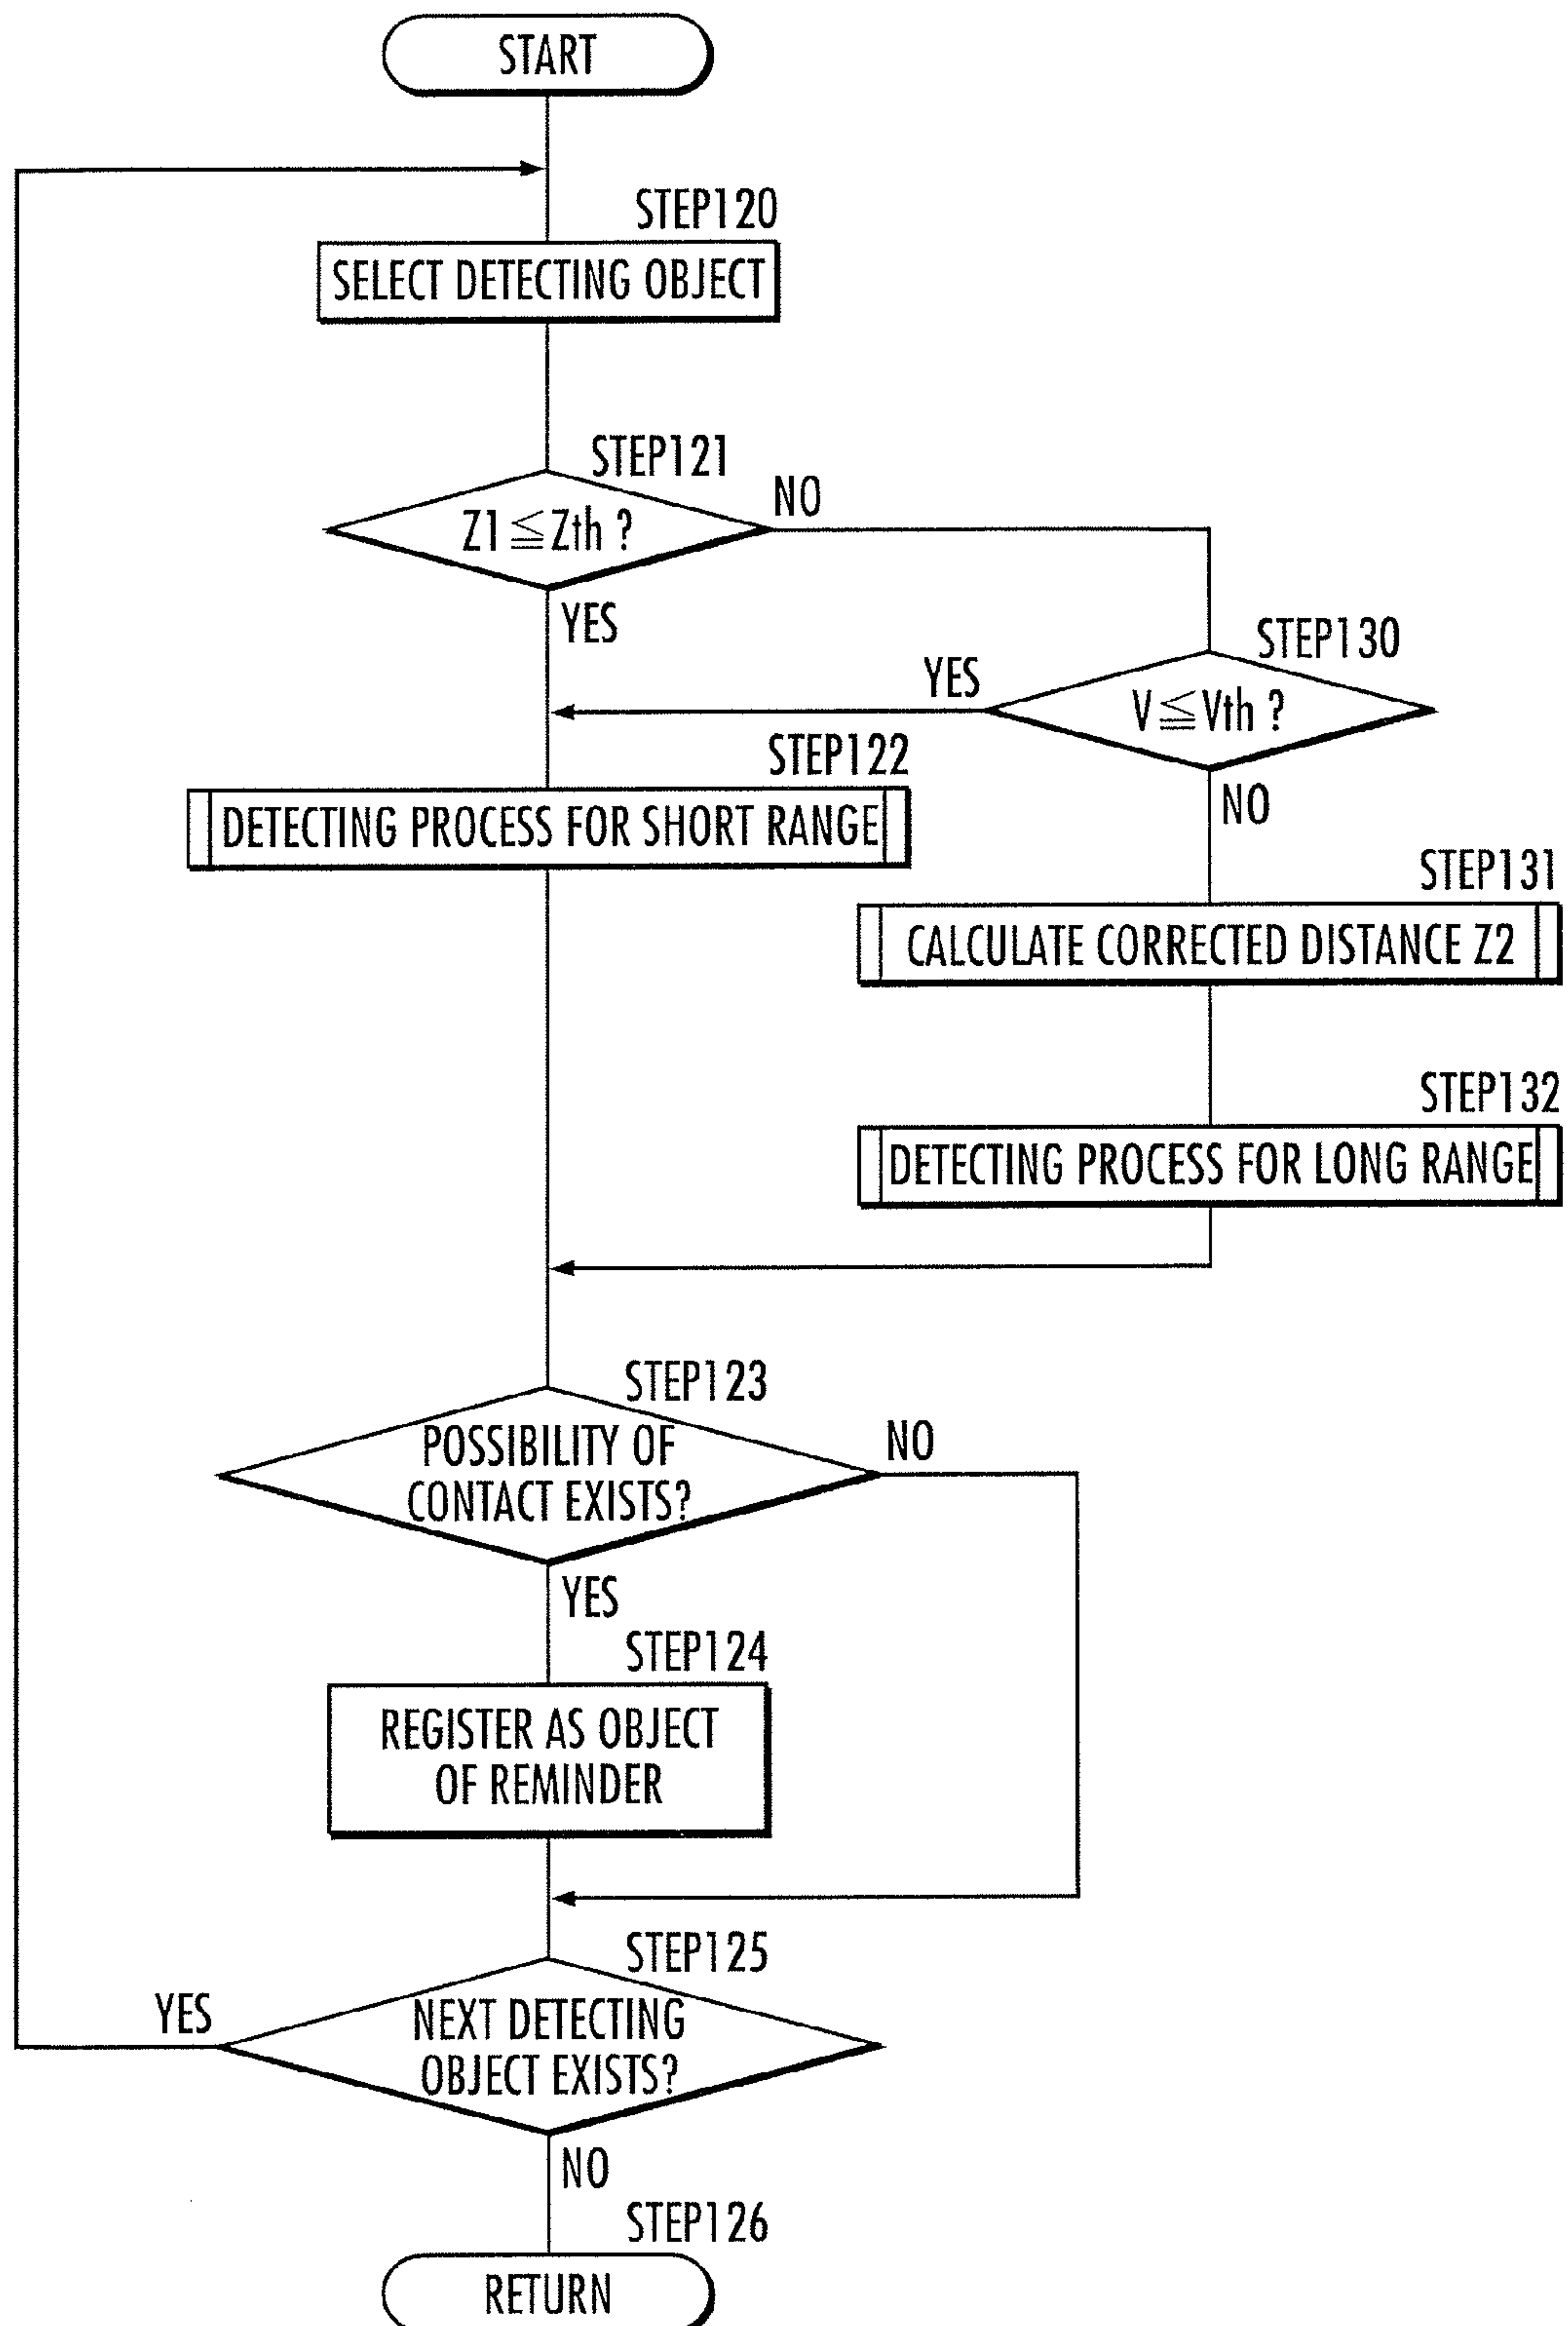 START
STEP120
SELECT DETECTING OBJECT
STEP121
Z1≦Zth ?
NO
YES
STEP130
V≦Vth ?
YES
NO
STEP122
DETECTING PROCESS FOR SHORT RANGE
STEP131
CALCULATE CORRECTED DISTANCE Z2
STEP132
DETECTING PROCESS FOR LONG RANGE
STEP123
POSSIBILITY OF
CONTACT EXISTS?
NO
YES
STEP124
REGISTER AS OBJECT
OF REMINDER
STEP125
NEXT DETECTING
OBJECT EXISTS?
YES
NO
STEP126
RETURN